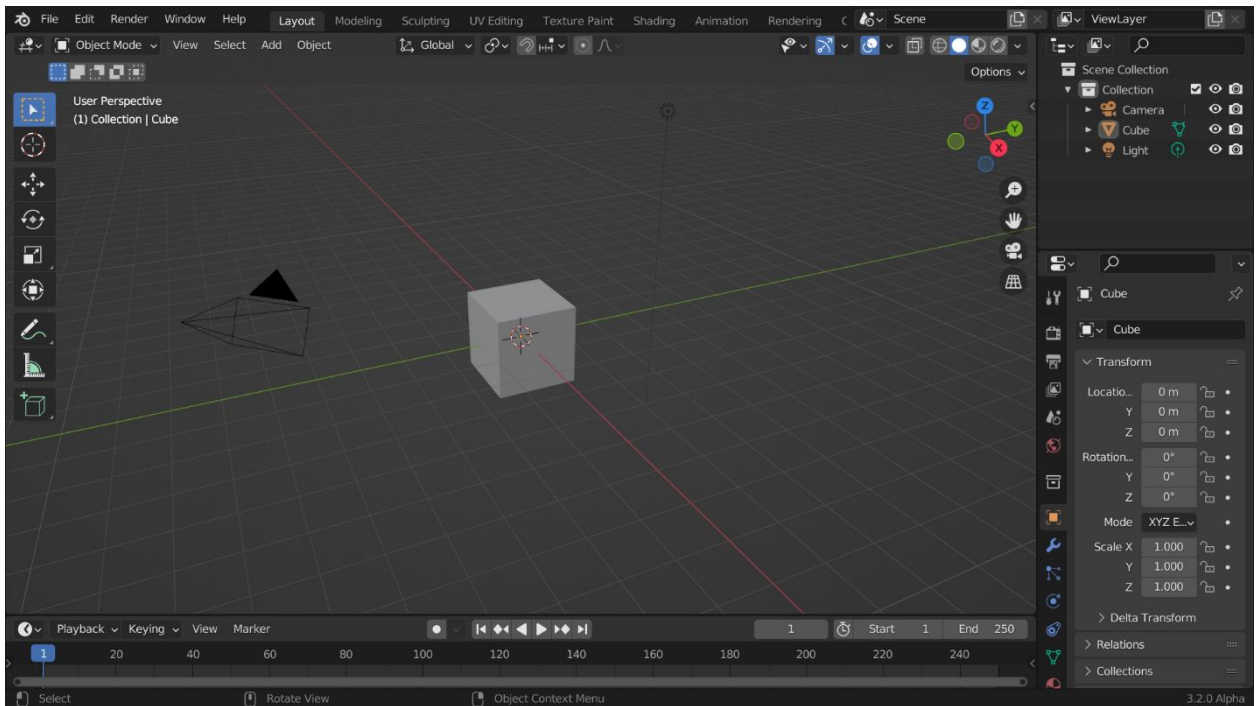 File Edit Render Window Help Layout Modeling Sculpting UV Editing Texture Paint Shading Animation Rendering C Scene ViewLayer
Object Mode View Select Add Object Global
Options
User Perspective
(1) Collection | Cube
Z
Y
X
Scene Collection
Collection
Camera
Cube
Light
Cube
Cube
Transform
Locatio... 0 m
Y 0 m
Z 0 m
Rotation... 0°
Y 0°
Z 0°
Mode XYZ E...
Scale X 1.000
Y 1.000
Z 1.000
Delta Transform
Relations
Collections
Playback Keying View Marker 1 Start 1 End 250
1 20 40 60 80 100 120 140 160 180 200 220 240
Select Rotate View Object Context Menu 3.2.0 Alpha